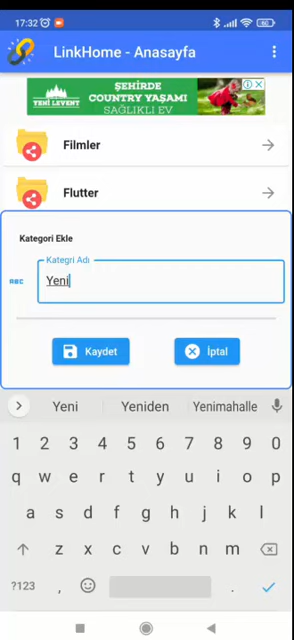 17:32
60
LinkHome - Anasayfa
ŞEHİRDE
COUNTRY YAŞAMI
SAĞLIKLI EV
YENİ LEVENT
Filmler
Flutter
Kategori Ekle
Kategri Adı
ABC
Yeni
Kaydet
İptal
Yeni Yeniden Yenimahalle
1 2 3 4 5 6 7 8 9 0
q w e r t y u i o p
a s d f g h j k l
z x c v b n m
?123 , .